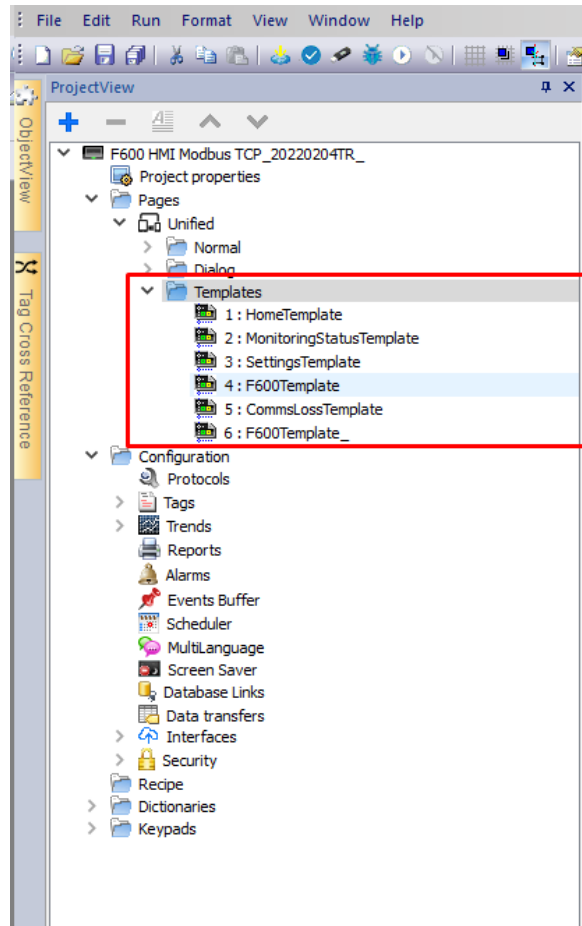 File Edit Run Format View Window Help
ProjectView
ObjectView
Tag Cross Reference
F600 HMI Modbus TCP_20220204TR_
Project properties
Pages
Unified
Normal
Dialog
Templates
1 : HomeTemplate
2 : MonitoringStatusTemplate
3 : SettingsTemplate
4 : F600Template
5 : CommsLossTemplate
6 : F600Template_
Configuration
Protocols
Tags
Trends
Reports
Alarms
Events Buffer
Scheduler
MultiLanguage
Screen Saver
Database Links
Data transfers
Interfaces
Security
Recipe
Dictionaries
Keypads